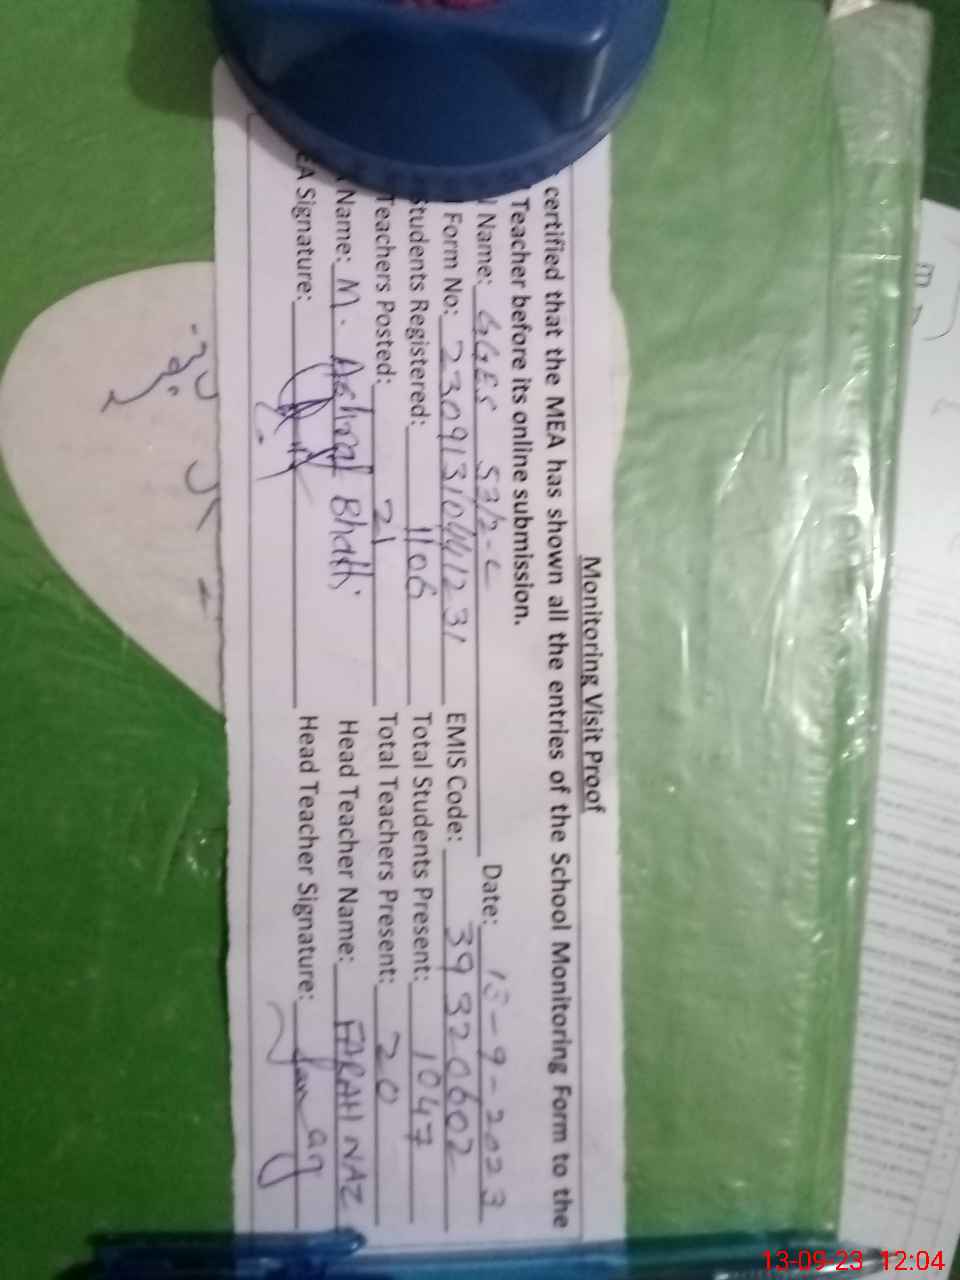 Monitoring Visit Proof
certified that the MEA has shown all the entries of the School Monitoring Form to the
Teacher before its online submission.
Name: GGES 53/2-L Date: 13-9-2023
Form No: 23091310441231 EMIS Code: 39320602
Students Registered: 1106 Total Students Present: 1047
Teachers Posted: 21 Total Teachers Present: 20
Name: M. Ashraf Bhatti Head Teacher Name: FARAH NAZ
EA Signature: Head Teacher Signature:
13-09-23 12:04